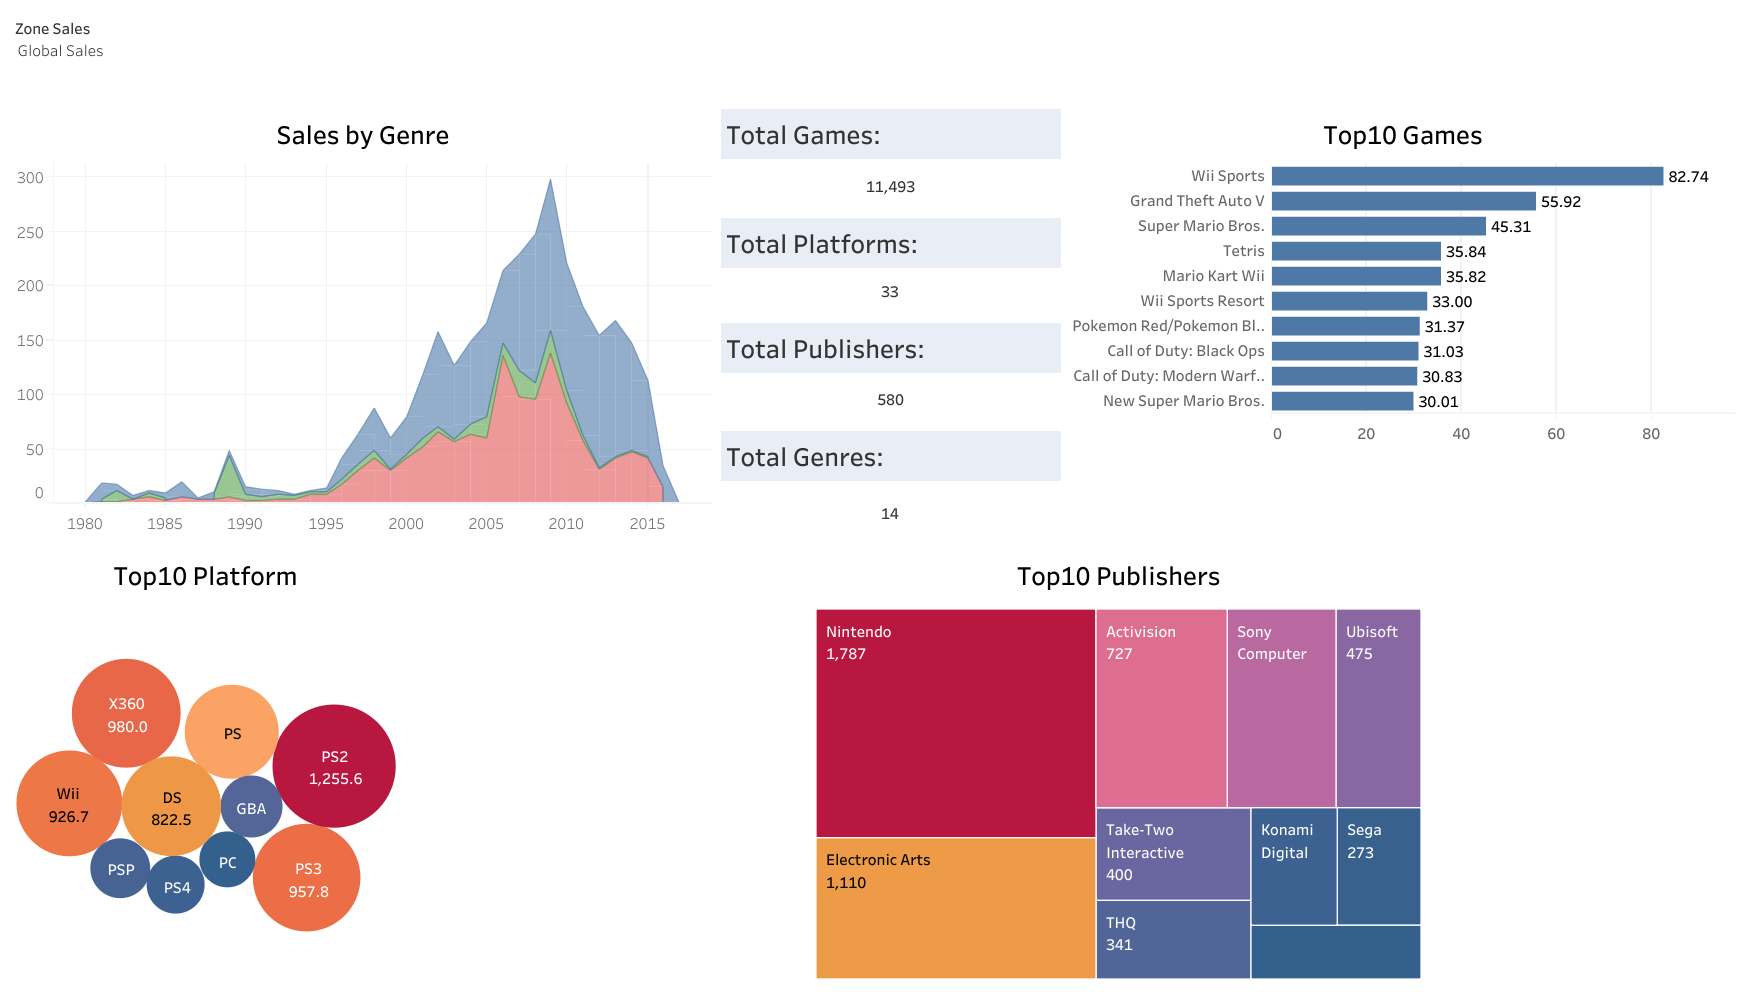 Zone Sales
Global Sales
Sales by Genre
300
250
200
150
100
50
0
1980 1985 1990 1995 2000 2005 2010 2015
Total Games:
11,493
Total Platforms:
33
Total Publishers:
580
Total Genres:
14
Top10 Games
Wii Sports 82.74
Grand Theft Auto V 55.92
Super Mario Bros. 45.31
Tetris 35.84
Mario Kart Wii 35.82
Wii Sports Resort 33.00
Pokemon Red/Pokemon Bl.. 31.37
Call of Duty: Black Ops 31.03
Call of Duty: Modern Warf.. 30.83
New Super Mario Bros. 30.01
0 20 40 60 80
Top10 Platform
X360
980.0
PS
PS2
1,255.6
Wii
926.7
DS
822.5
GBA
PSP
PS4
PC
PS3
957.8
Top10 Publishers
Nintendo
1,787
Activision
727
Sony
Computer
Ubisoft
475
Electronic Arts
1,110
Take-Two
Interactive
400
Konami
Digital
Sega
273
THQ
341